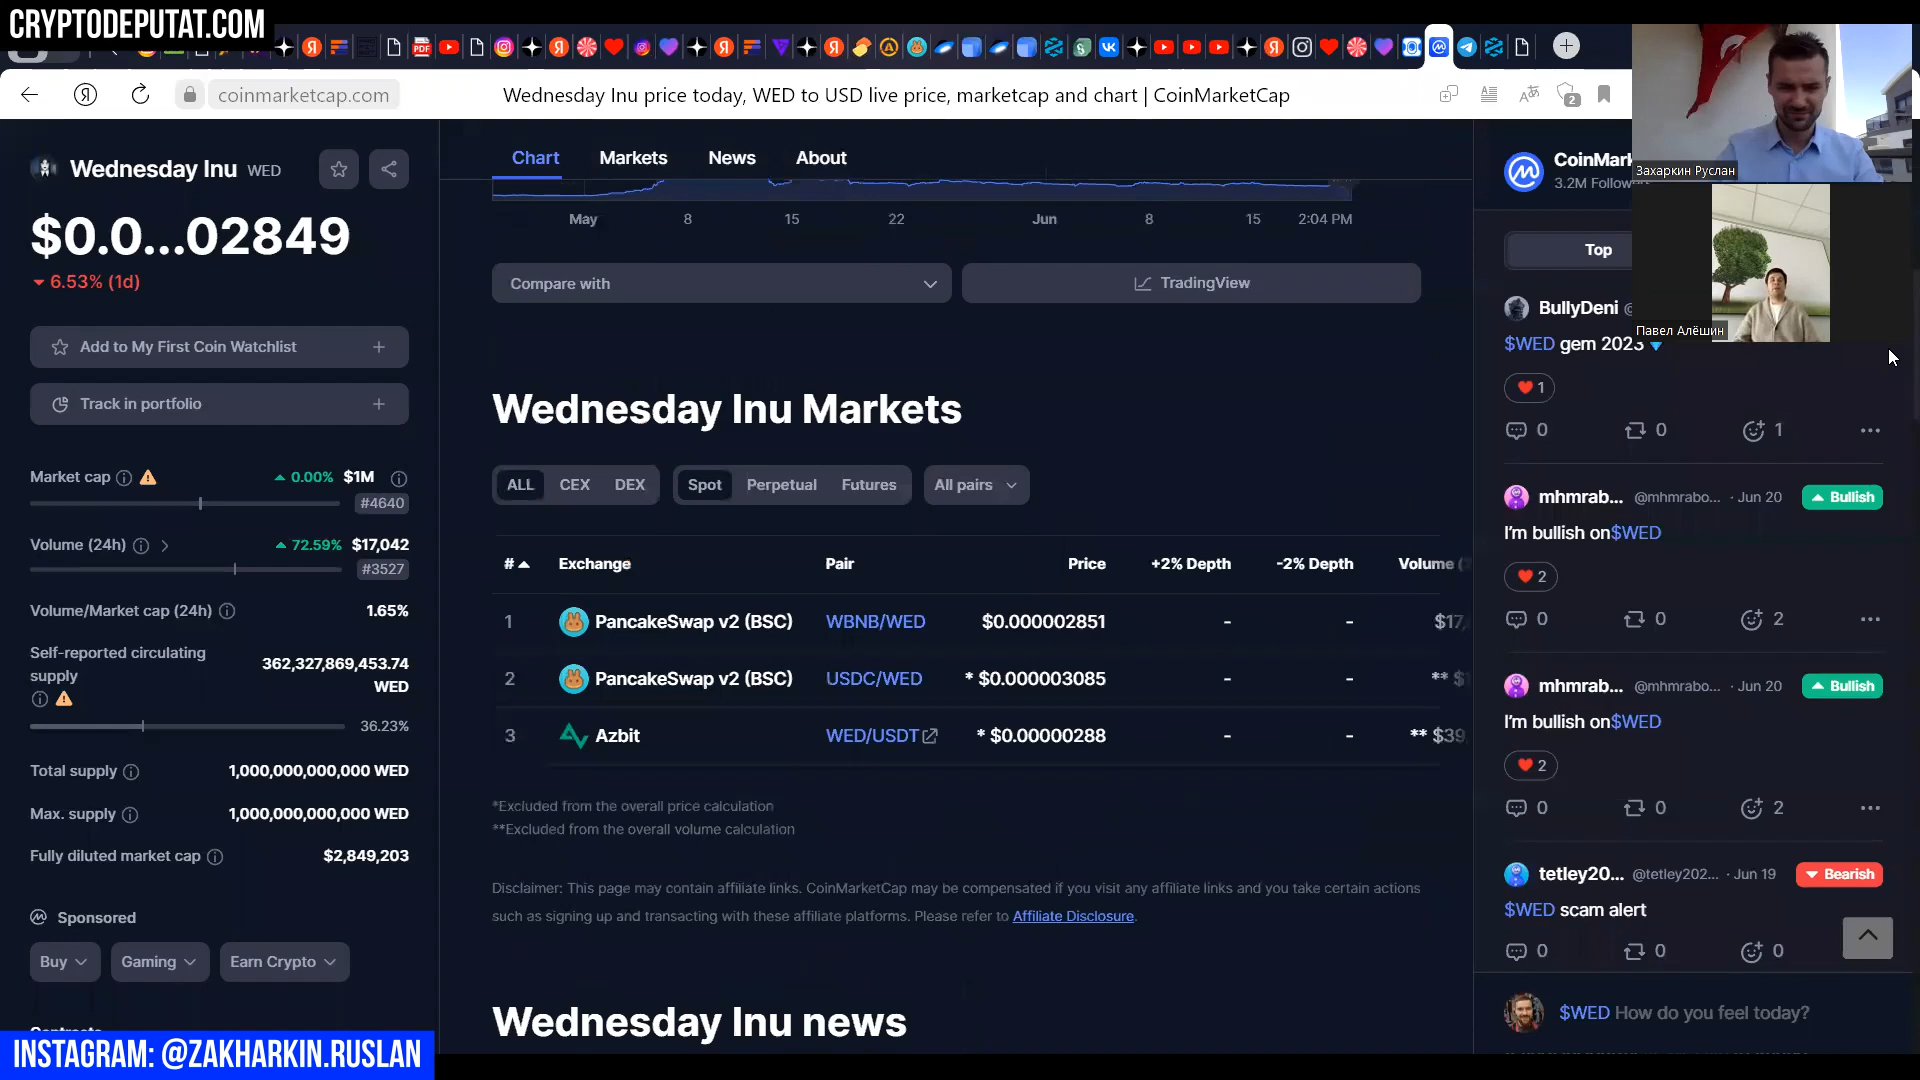 CRYPTODEPUTAT.COM
coinmarketcap.com
Wednesday Inu price today, WED to USD live price, marketcap and chart | CoinMarketCap
2
Wednesday Inu WED
$0.0...02849
6.53% (1d)
Add to My First Coin Watchlist
Track in portfolio
Market cap 0.00% $1M
#4640
Volume (24h) 72.59% $17,042
#3527
Volume/Market cap (24h) 1.65%
Self-reported circulating supply
362,327,869,453.74 WED
36.23%
Total supply 1,000,000,000,000 WED
Max. supply 1,000,000,000,000 WED
Fully diluted market cap $2,849,203
Sponsored
Buy Gaming Earn Crypto
INSTAGRAM: @ZAKHARKIN.RUSLAN
Chart Markets News About
May 8 15 22 Jun 8 15 2:04 PM
Compare with
TradingView
Wednesday Inu Markets
ALL CEX DEX Spot Perpetual Futures All pairs
# Exchange Pair Price +2% Depth -2% Depth Volume (
1 PancakeSwap v2 (BSC) WBNB/WED $0.000002851 - - $17,
2 PancakeSwap v2 (BSC) USDC/WED * $0.000003085 - - ** $
3 Azbit WED/USDT * $0.00000288 - - ** $39,
*Excluded from the overall price calculation
**Excluded from the overall volume calculation
Disclaimer: This page may contain affiliate links. CoinMarketCap may be compensated if you visit any affiliate links and you take certain actions
such as signing up and transacting with these affiliate platforms. Please refer to Affiliate Disclosure.
Wednesday Inu news
CoinMark
3.2M Follow
Захаркин Руслан
Top
Павел Алёшин
BullyDeni @
$WED gem 2023
1
0 0 1
mhmrab... @mhmrabo... · Jun 20 Bullish
I'm bullish on$WED
2
0 0 2
mhmrab... @mhmrabo... · Jun 20 Bullish
I'm bullish on$WED
2
0 0 2
tetley20... @tetley202... · Jun 19 Bearish
$WED scam alert
0 0 0
$WED How do you feel today?